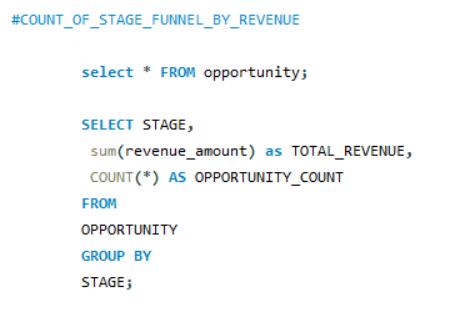 #COUNT_OF_STAGE_FUNNEL_BY_REVENUE
select * FROM opportunity;
SELECT STAGE,
sum(revenue_amount) as TOTAL_REVENUE,
COUNT(*) AS OPPORTUNITY_COUNT
FROM
OPPORTUNITY
GROUP BY
STAGE;